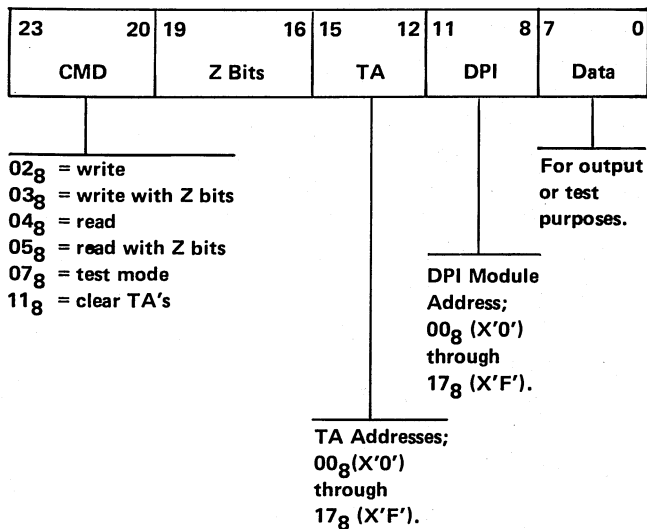 23 20 19 16 15 12 11 8 7 0
CMD Z Bits TA DPI Data
02₈ = write
03₈ = write with Z bits
04₈ = read
05₈ = read with Z bits
07₈ = test mode
11₈ = clear TA's
For output
or test
purposes.
DPI Module
Address;
00₈ (X'0')
through
17₈ (X'F').
TA Addresses;
00₈(X'0')
through
17₈ (X'F').